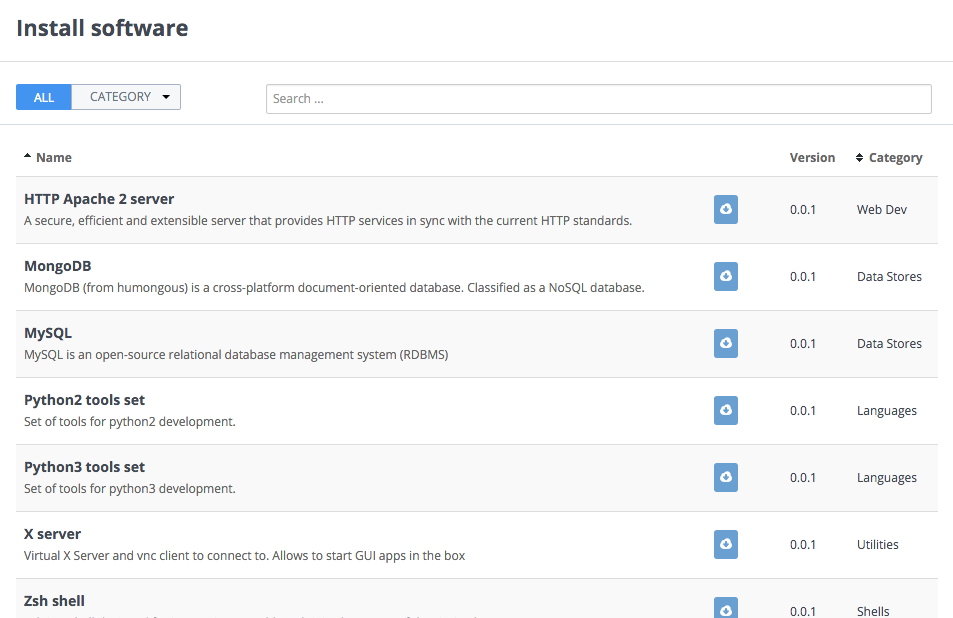 Install software
ALL CATEGORY Search ...
Name Version Category
HTTP Apache 2 server
A secure, efficient and extensible server that provides HTTP services in sync with the current HTTP standards.
0.0.1 Web Dev
MongoDB
MongoDB (from humongous) is a cross-platform document-oriented database. Classified as a NoSQL database.
0.0.1 Data Stores
MySQL
MySQL is an open-source relational database management system (RDBMS)
0.0.1 Data Stores
Python2 tools set
Set of tools for python2 development.
0.0.1 Languages
Python3 tools set
Set of tools for python3 development.
0.0.1 Languages
X server
Virtual X Server and vnc client to connect to. Allows to start GUI apps in the box
0.0.1 Utilities
Zsh shell
0.0.1 Shells